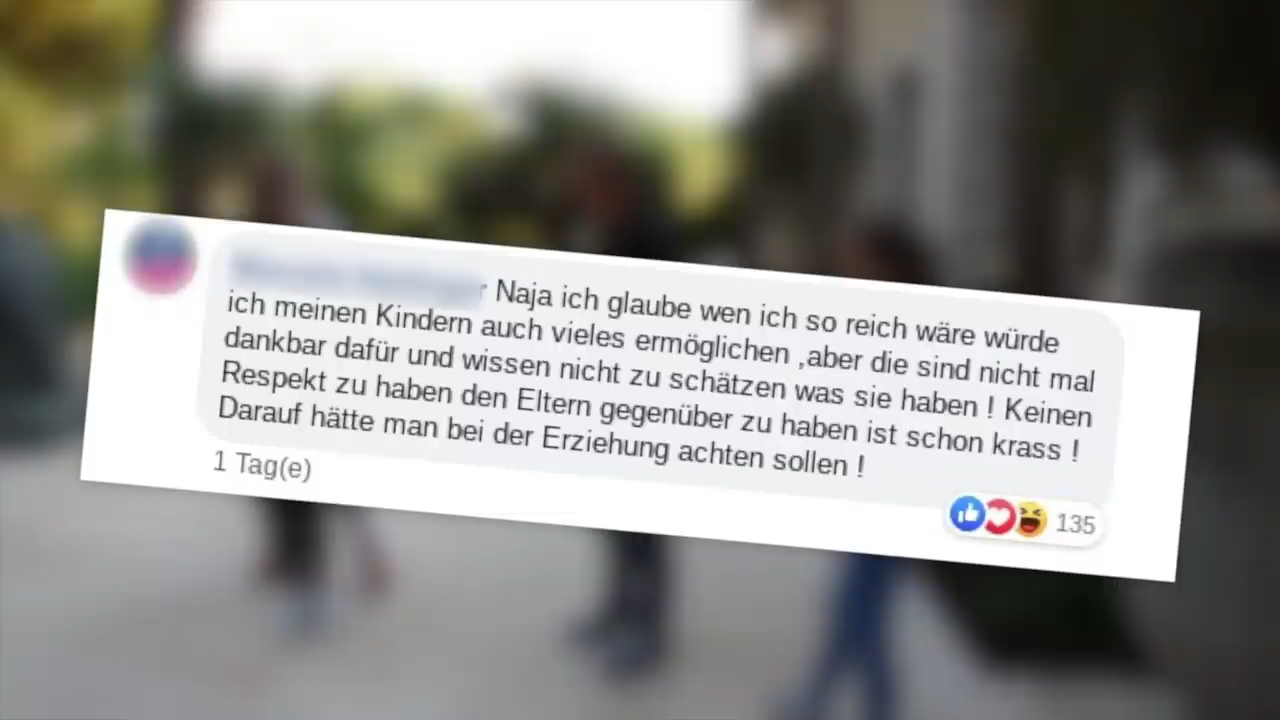 Naja ich glaube wen ich so reich wäre würde
ich meinen Kindern auch vieles ermöglichen ,aber die sind nicht mal
dankbar dafür und wissen nicht zu schätzen was sie haben ! Keinen
Respekt zu haben den Eltern gegenüber zu haben ist schon krass !
Darauf hätte man bei der Erziehung achten sollen !
1 Tag(e)
135